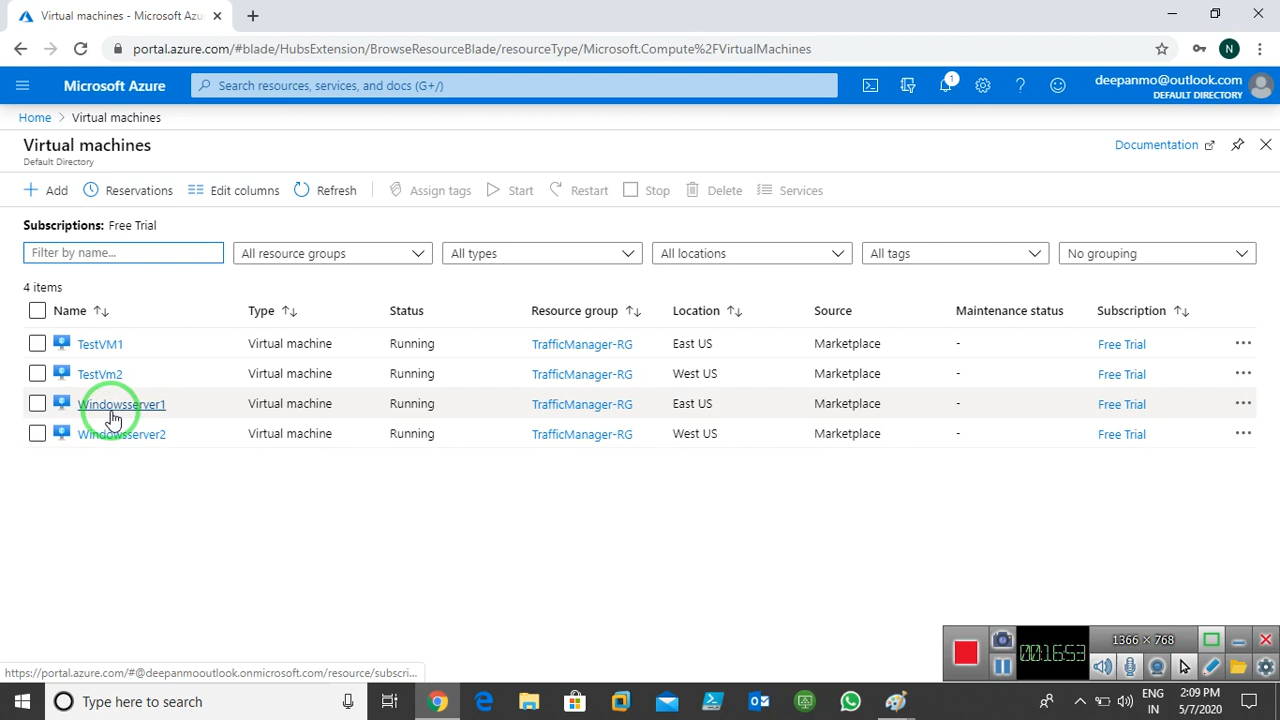 Virtual machines - Microsoft Azu
portal.azure.com/#blade/HubsExtension/BrowseResourceBlade/resourceType/Microsoft.Compute%2FVirtualMachines
N
Microsoft Azure
Search resources, services, and docs (G+/)
1
deepanmo@outlook.com
DEFAULT DIRECTORY
Home > Virtual machines
Virtual machines
Default Directory
Documentation
Add Reservations Edit columns Refresh Assign tags Start Restart Stop Delete Services
Subscriptions: Free Trial
Filter by name... All resource groups All types All locations All tags No grouping
4 items
Name Type Status Resource group Location Source Maintenance status Subscription
TestVM1 Virtual machine Running TrafficManager-RG East US Marketplace - Free Trial
TestVm2 Virtual machine Running TrafficManager-RG West US Marketplace - Free Trial
Windowsserver1 Virtual machine Running TrafficManager-RG East US Marketplace - Free Trial
Windowsserver2 Virtual machine Running TrafficManager-RG West US Marketplace - Free Trial
1366 × 768
00:16:53
https://portal.azure.com/#@deepanmooutlook.onmicrosoft.com/resource/subscri...
Type here to search
ENG
IN
2:09 PM
5/7/2020